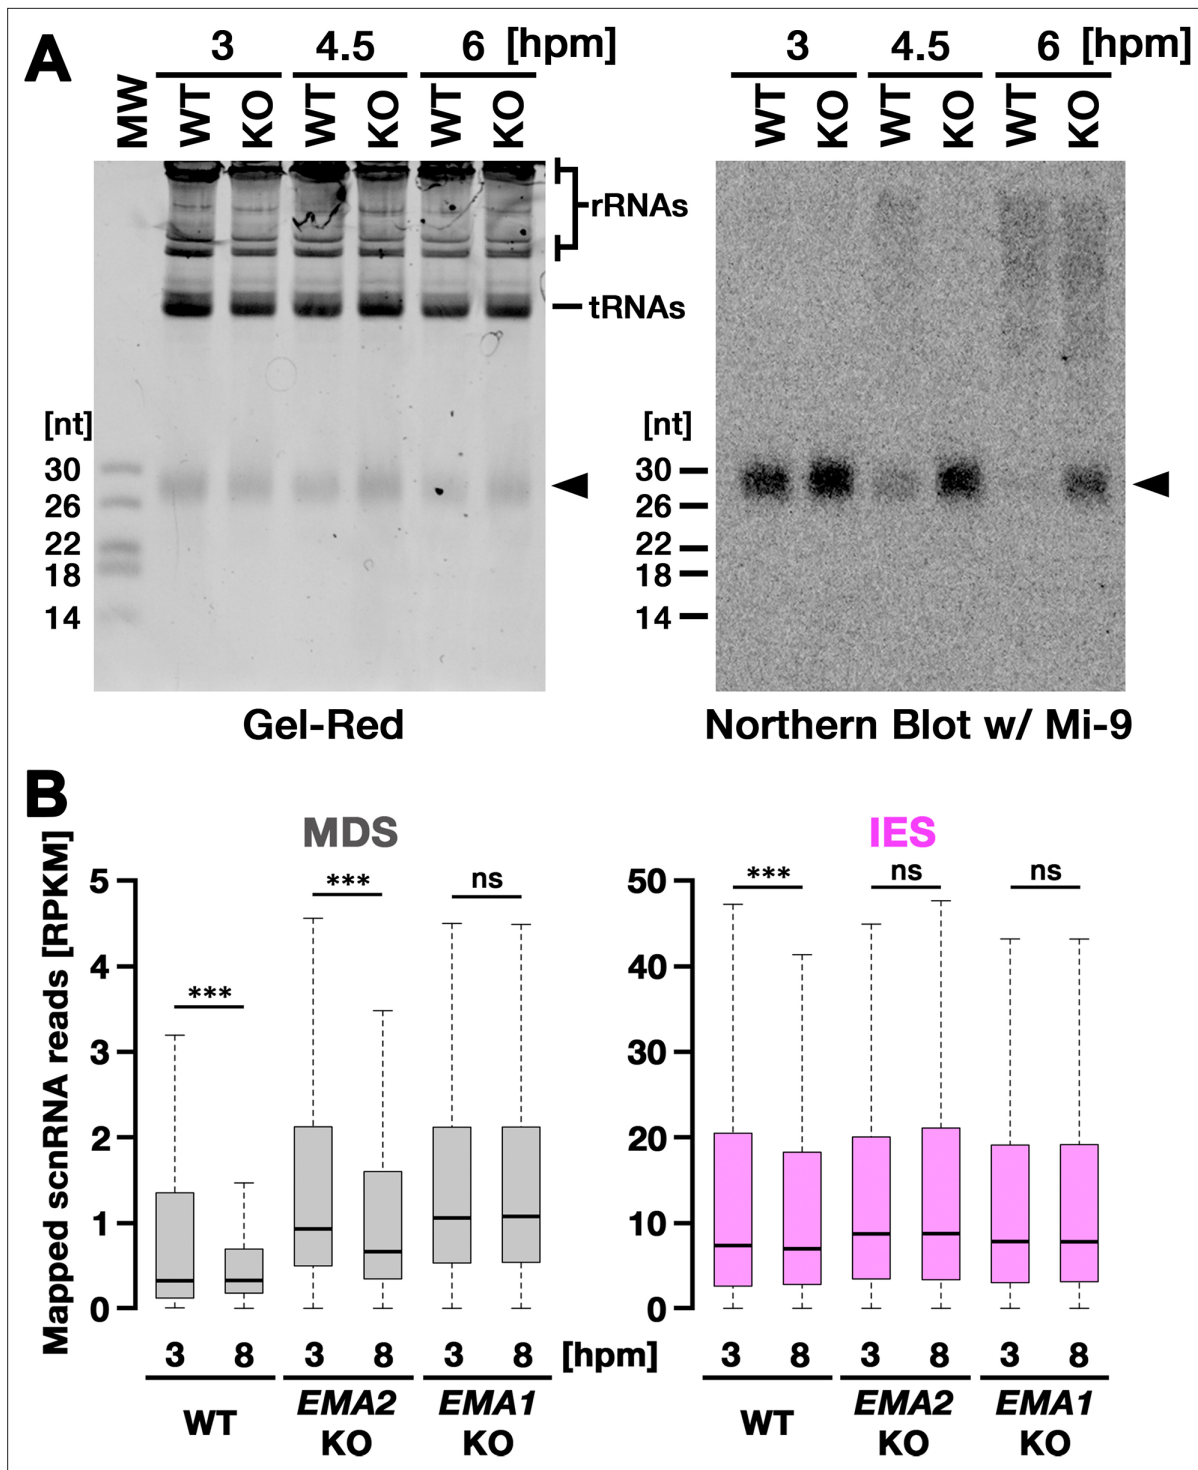 A
3 4.5 6 [hpm]
MW WT KO WT KO WT KO
rRNAs
tRNAs
[nt]
30
26
22
18
14
Gel-Red
3 4.5 6 [hpm]
WT KO WT KO WT KO
[nt]
30
26
22
18
14
Northern Blot w/ Mi-9
B
Mapped scnRNA reads [RPKM]
MDS
5
4
3
2
1
0
*** *** ns
3 8 3 8 3 8 [hpm]
WT EMA2 KO EMA1 KO
IES
50
40
30
20
10
0
*** ns ns
3 8 3 8 3 8
WT EMA2 KO EMA1 KO